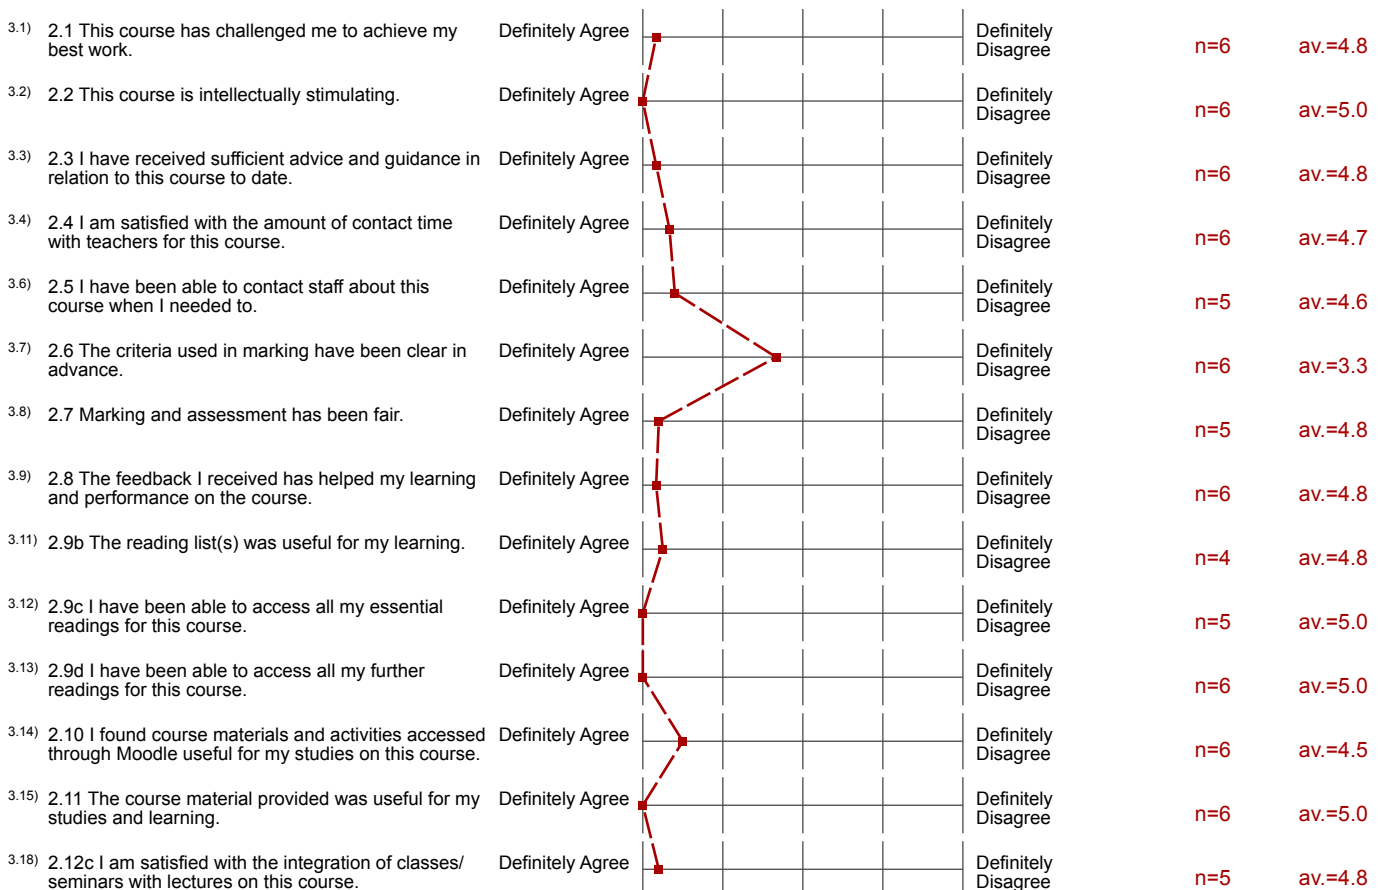 3.1) 2.1 This course has challenged me to achieve my best work. Definitely Agree Definitely Disagree n=6 av.=4.8
3.2) 2.2 This course is intellectually stimulating. Definitely Agree Definitely Disagree n=6 av.=5.0
3.3) 2.3 I have received sufficient advice and guidance in relation to this course to date. Definitely Agree Definitely Disagree n=6 av.=4.8
3.4) 2.4 I am satisfied with the amount of contact time with teachers for this course. Definitely Agree Definitely Disagree n=6 av.=4.7
3.6) 2.5 I have been able to contact staff about this course when I needed to. Definitely Agree Definitely Disagree n=5 av.=4.6
3.7) 2.6 The criteria used in marking have been clear in advance. Definitely Agree Definitely Disagree n=6 av.=3.3
3.8) 2.7 Marking and assessment has been fair. Definitely Agree Definitely Disagree n=5 av.=4.8
3.9) 2.8 The feedback I received has helped my learning and performance on the course. Definitely Agree Definitely Disagree n=6 av.=4.8
3.11) 2.9b The reading list(s) was useful for my learning. Definitely Agree Definitely Disagree n=4 av.=4.8
3.12) 2.9c I have been able to access all my essential readings for this course. Definitely Agree Definitely Disagree n=5 av.=5.0
3.13) 2.9d I have been able to access all my further readings for this course. Definitely Agree Definitely Disagree n=6 av.=5.0
3.14) 2.10 I found course materials and activities accessed through Moodle useful for my studies on this course. Definitely Agree Definitely Disagree n=6 av.=4.5
3.15) 2.11 The course material provided was useful for my studies and learning. Definitely Agree Definitely Disagree n=6 av.=5.0
3.18) 2.12c I am satisfied with the integration of classes/ seminars with lectures on this course. Definitely Agree Definitely Disagree n=5 av.=4.8